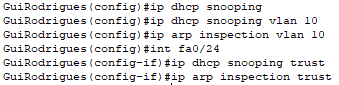 GuiRodrigues(config)#ip dhcp snooping
GuiRodrigues(config)#ip dhcp snooping vlan 10
GuiRodrigues(config)#ip arp inspection vlan 10
GuiRodrigues(config)#int fa0/24
GuiRodrigues(config-if)#ip dhcp snooping trust
GuiRodrigues(config-if)#ip arp inspection trust